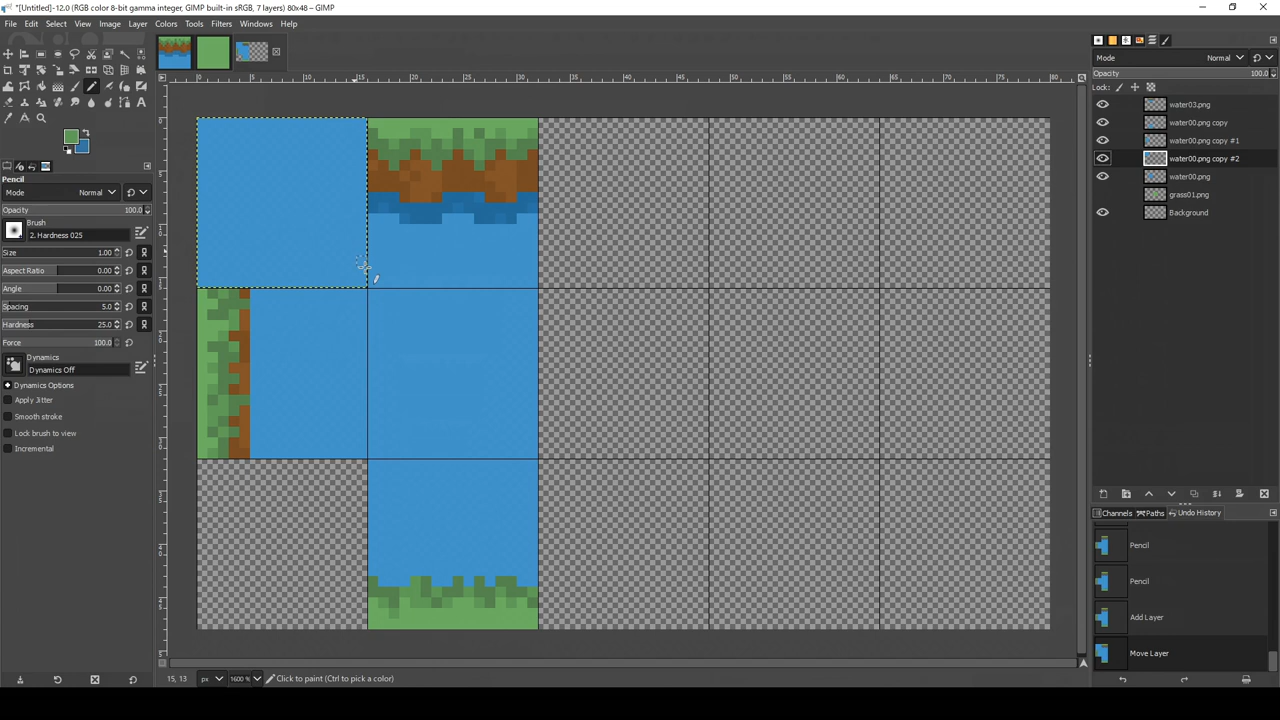 *[Untitled]-12.0 (RGB color 8-bit gamma integer, GIMP built-in sRGB, 7 layers) 80x48 – GIMP
File Edit Select View Image Layer Colors Tools Filters Windows Help
Mode Normal
Opacity 100.0
Lock:
water03.png
water00.png copy
water00.png copy #1
water00.png copy #2
water00.png
grass01.png
Background
Pencil
Mode Normal
Opacity 100.0
Brush
2. Hardness 025
Size 1.00
Aspect Ratio 0.00
Angle 0.00
Spacing 5.0
Hardness 25.0
Force 100.0
Dynamics
Dynamics Off
Dynamics Options
Apply Jitter
Smooth stroke
Lock brush to view
Incremental
Channels Paths Undo History
Pencil
Pencil
Add Layer
Move Layer
15, 13 px 1600 % Click to paint (Ctrl to pick a color)